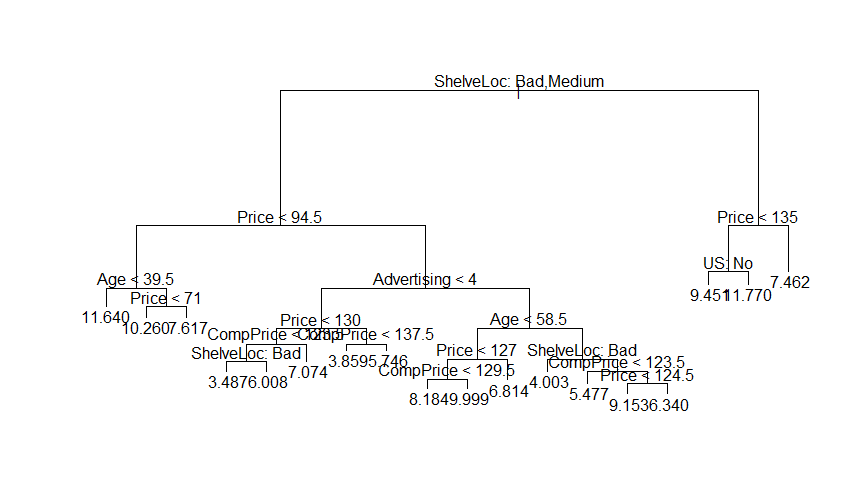 ShelveLoc: Bad,Medium
Price < 94.5
Price < 135
Age < 39.5
Advertising < 4
US: No
Price < 71
11.640
10.260
7.617
Price < 130
Age < 58.5
9.451
11.770
7.462
CompPrice < 123.5
CompPrice < 137.5
ShelveLoc: Bad
3.487
6.008
7.074
3.859
5.746
Price < 127
ShelveLoc: Bad
CompPrice < 129.5
8.184
9.999
6.814
4.003
CompPrice < 123.5
5.477
Price < 124.5
9.153
6.340